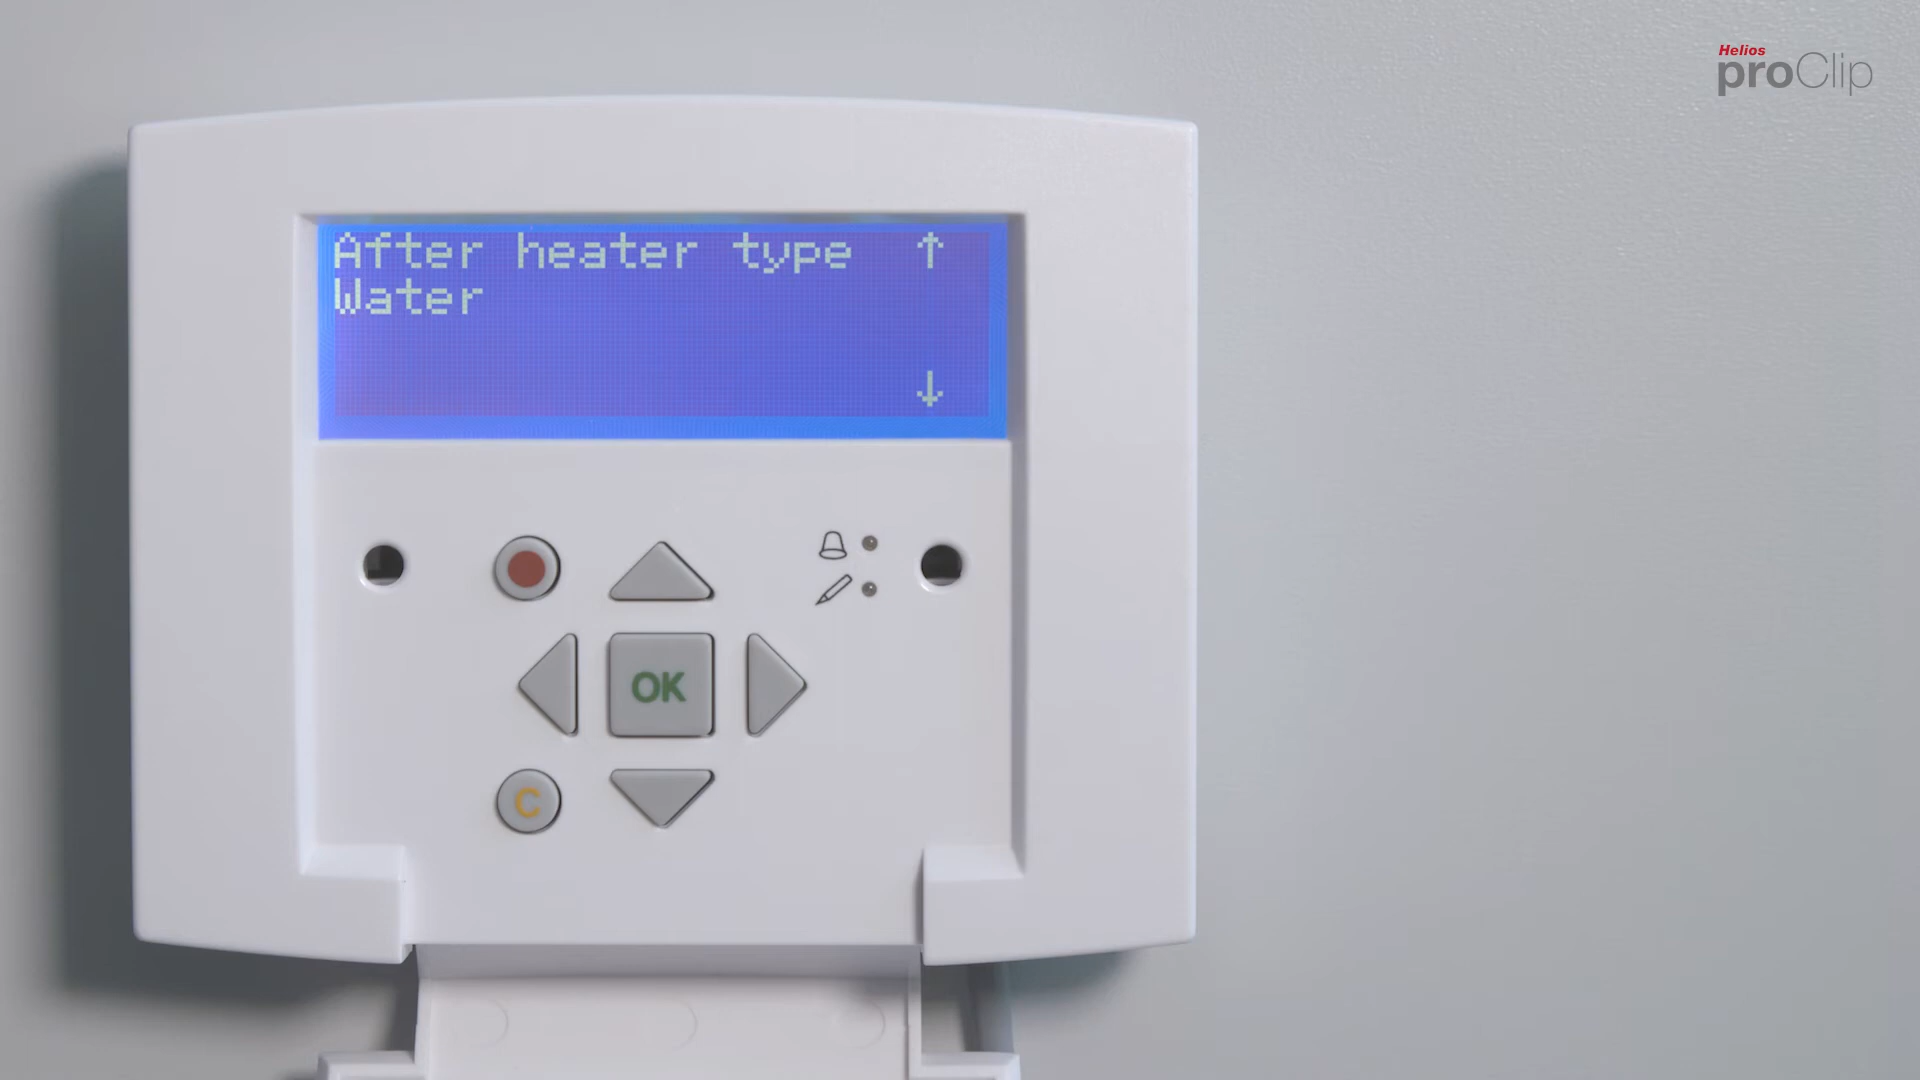 Helios
proClip
After heater type ↑
Water
↓
OK
C